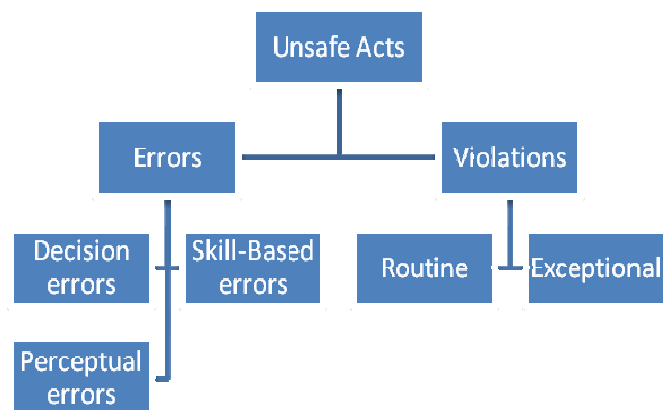 Unsafe Acts
Errors
Violations
Decision
errors
Skill-Based
errors
Routine
Exceptional
Perceptual
errors